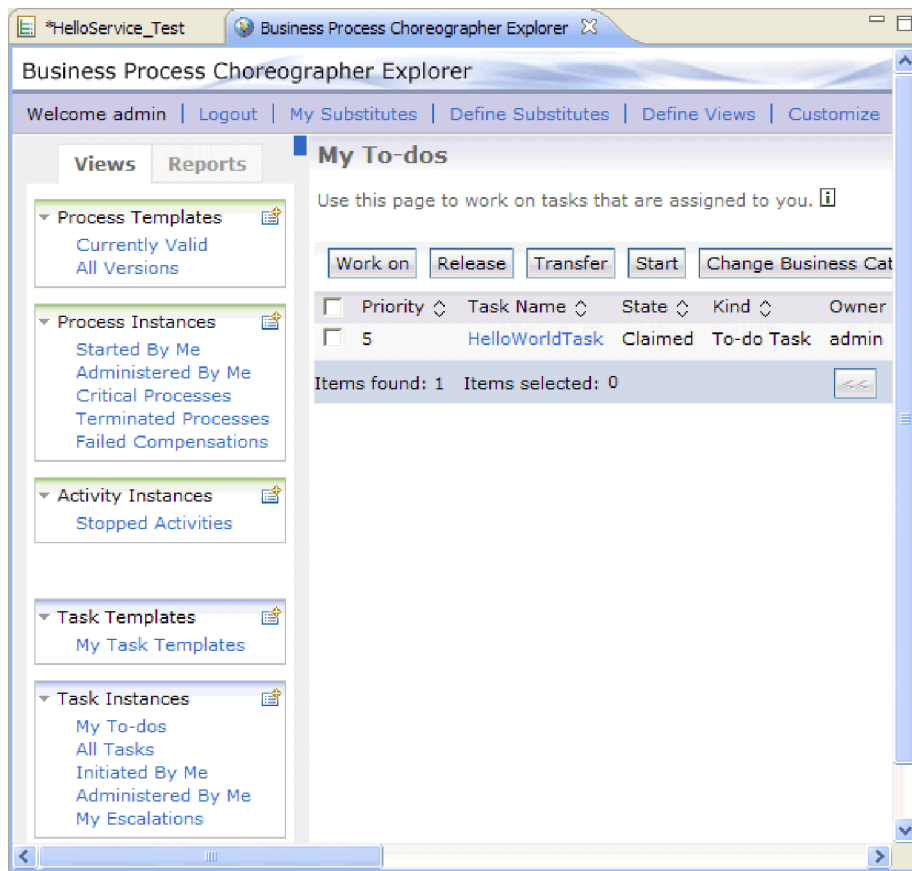 *HelloService_Test
Business Process Choreographer Explorer
Business Process Choreographer Explorer
Welcome admin | Logout | My Substitutes | Define Substitutes | Define Views | Customize
Views
Reports
Process Templates
Currently Valid
All Versions
Process Instances
Started By Me
Administered By Me
Critical Processes
Terminated Processes
Failed Compensations
Activity Instances
Stopped Activities
Task Templates
My Task Templates
Task Instances
My To-dos
All Tasks
Initiated By Me
Administered By Me
My Escalations
My To-dos
Use this page to work on tasks that are assigned to you. i
Work on Release Transfer Start Change Business Cat
Priority Task Name State Kind Owner
5 HelloWorldTask Claimed To-do Task admin
Items found: 1 Items selected: 0 <<